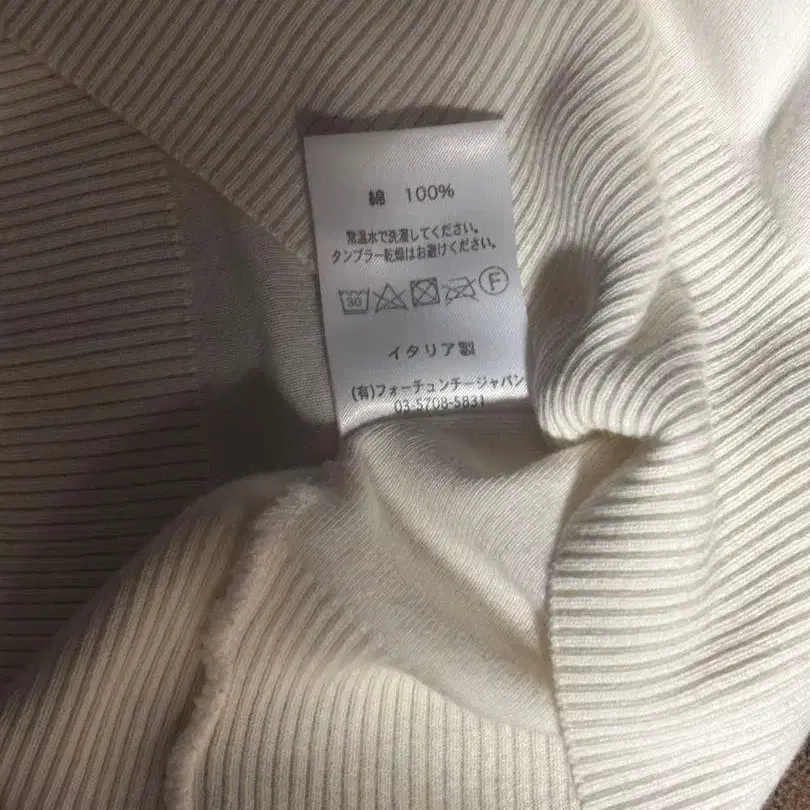 綿 100%
常温水で洗濯してください。
タンブラー乾燥はお避けください。
30 F
イタリア製
(有)フォーチュンチージャパン
03-5708-5831